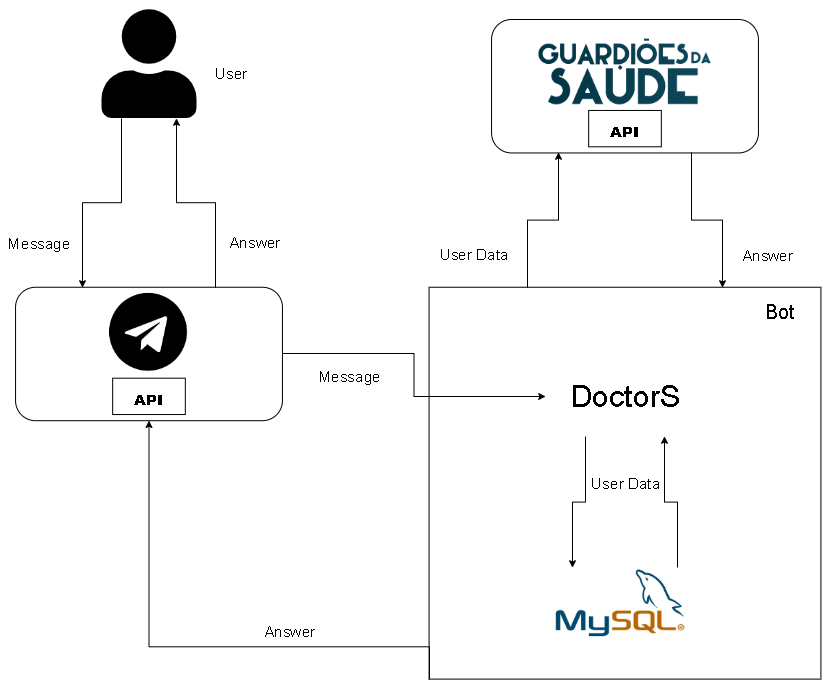 User
GUARDIÕES DA
SAÚDE
API
Message
Answer
User Data
Answer
Bot
API
Message
DoctorS
User Data
MySQL®
Answer